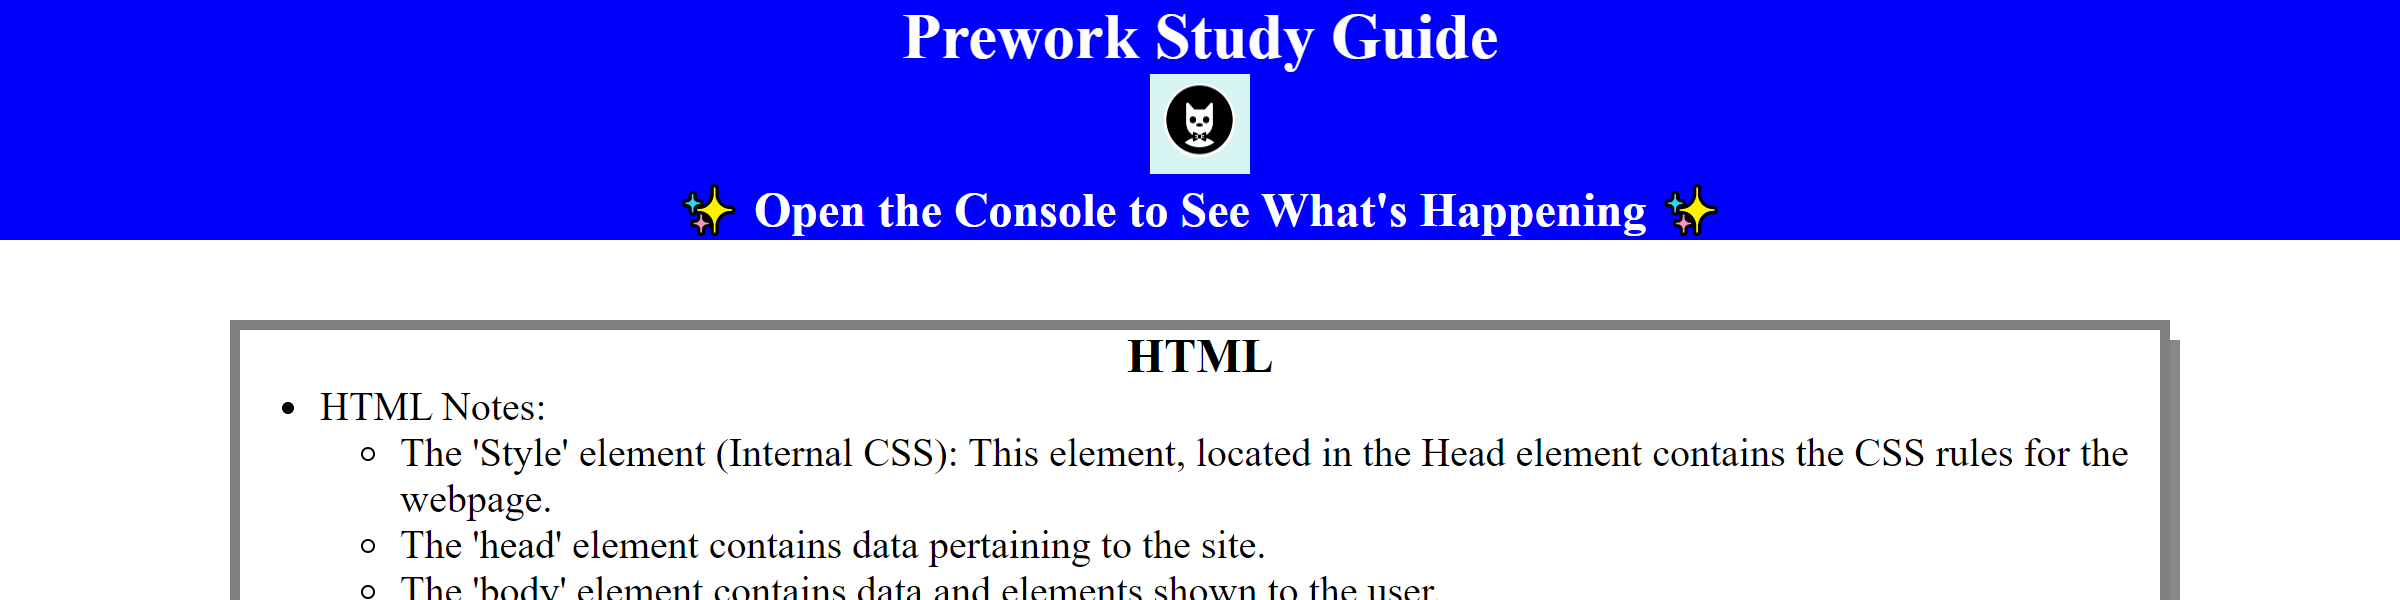 Prework Study Guide
✨ Open the Console to See What's Happening ✨
HTML
• HTML Notes:
◦ The 'Style' element (Internal CSS): This element, located in the Head element contains the CSS rules for the
webpage.
◦ The 'head' element contains data pertaining to the site.
◦ The 'body' element contains data and elements shown to the user.